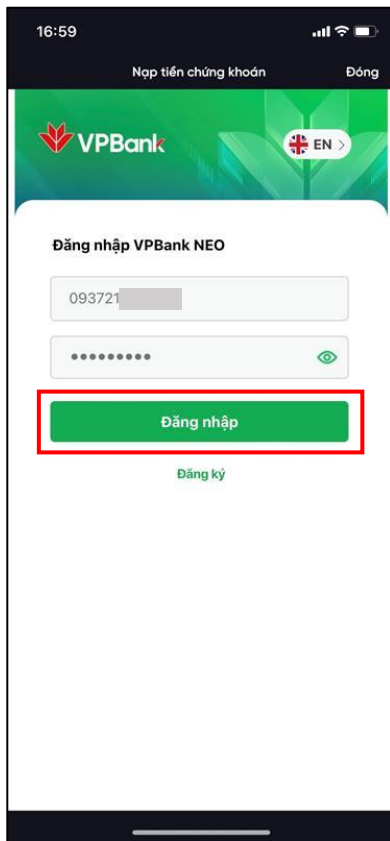 16:59
Nạp tiền chứng khoán Đóng
VPBank EN >
Đăng nhập VPBank NEO
093721
Đăng nhập
Đăng ký